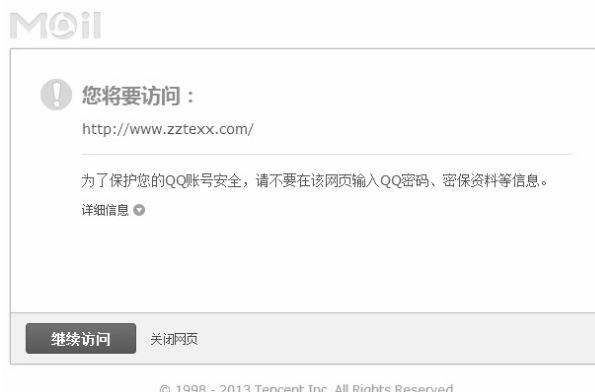 MOil
您将要访问：
http://www.zztexx.com/
为了保护您的QQ账号安全，请不要在该网页输入QQ密码、密保资料等信息。
详细信息
继续访问 关闭网页
© 1998 - 2013 Tencent Inc. All Rights Reserved